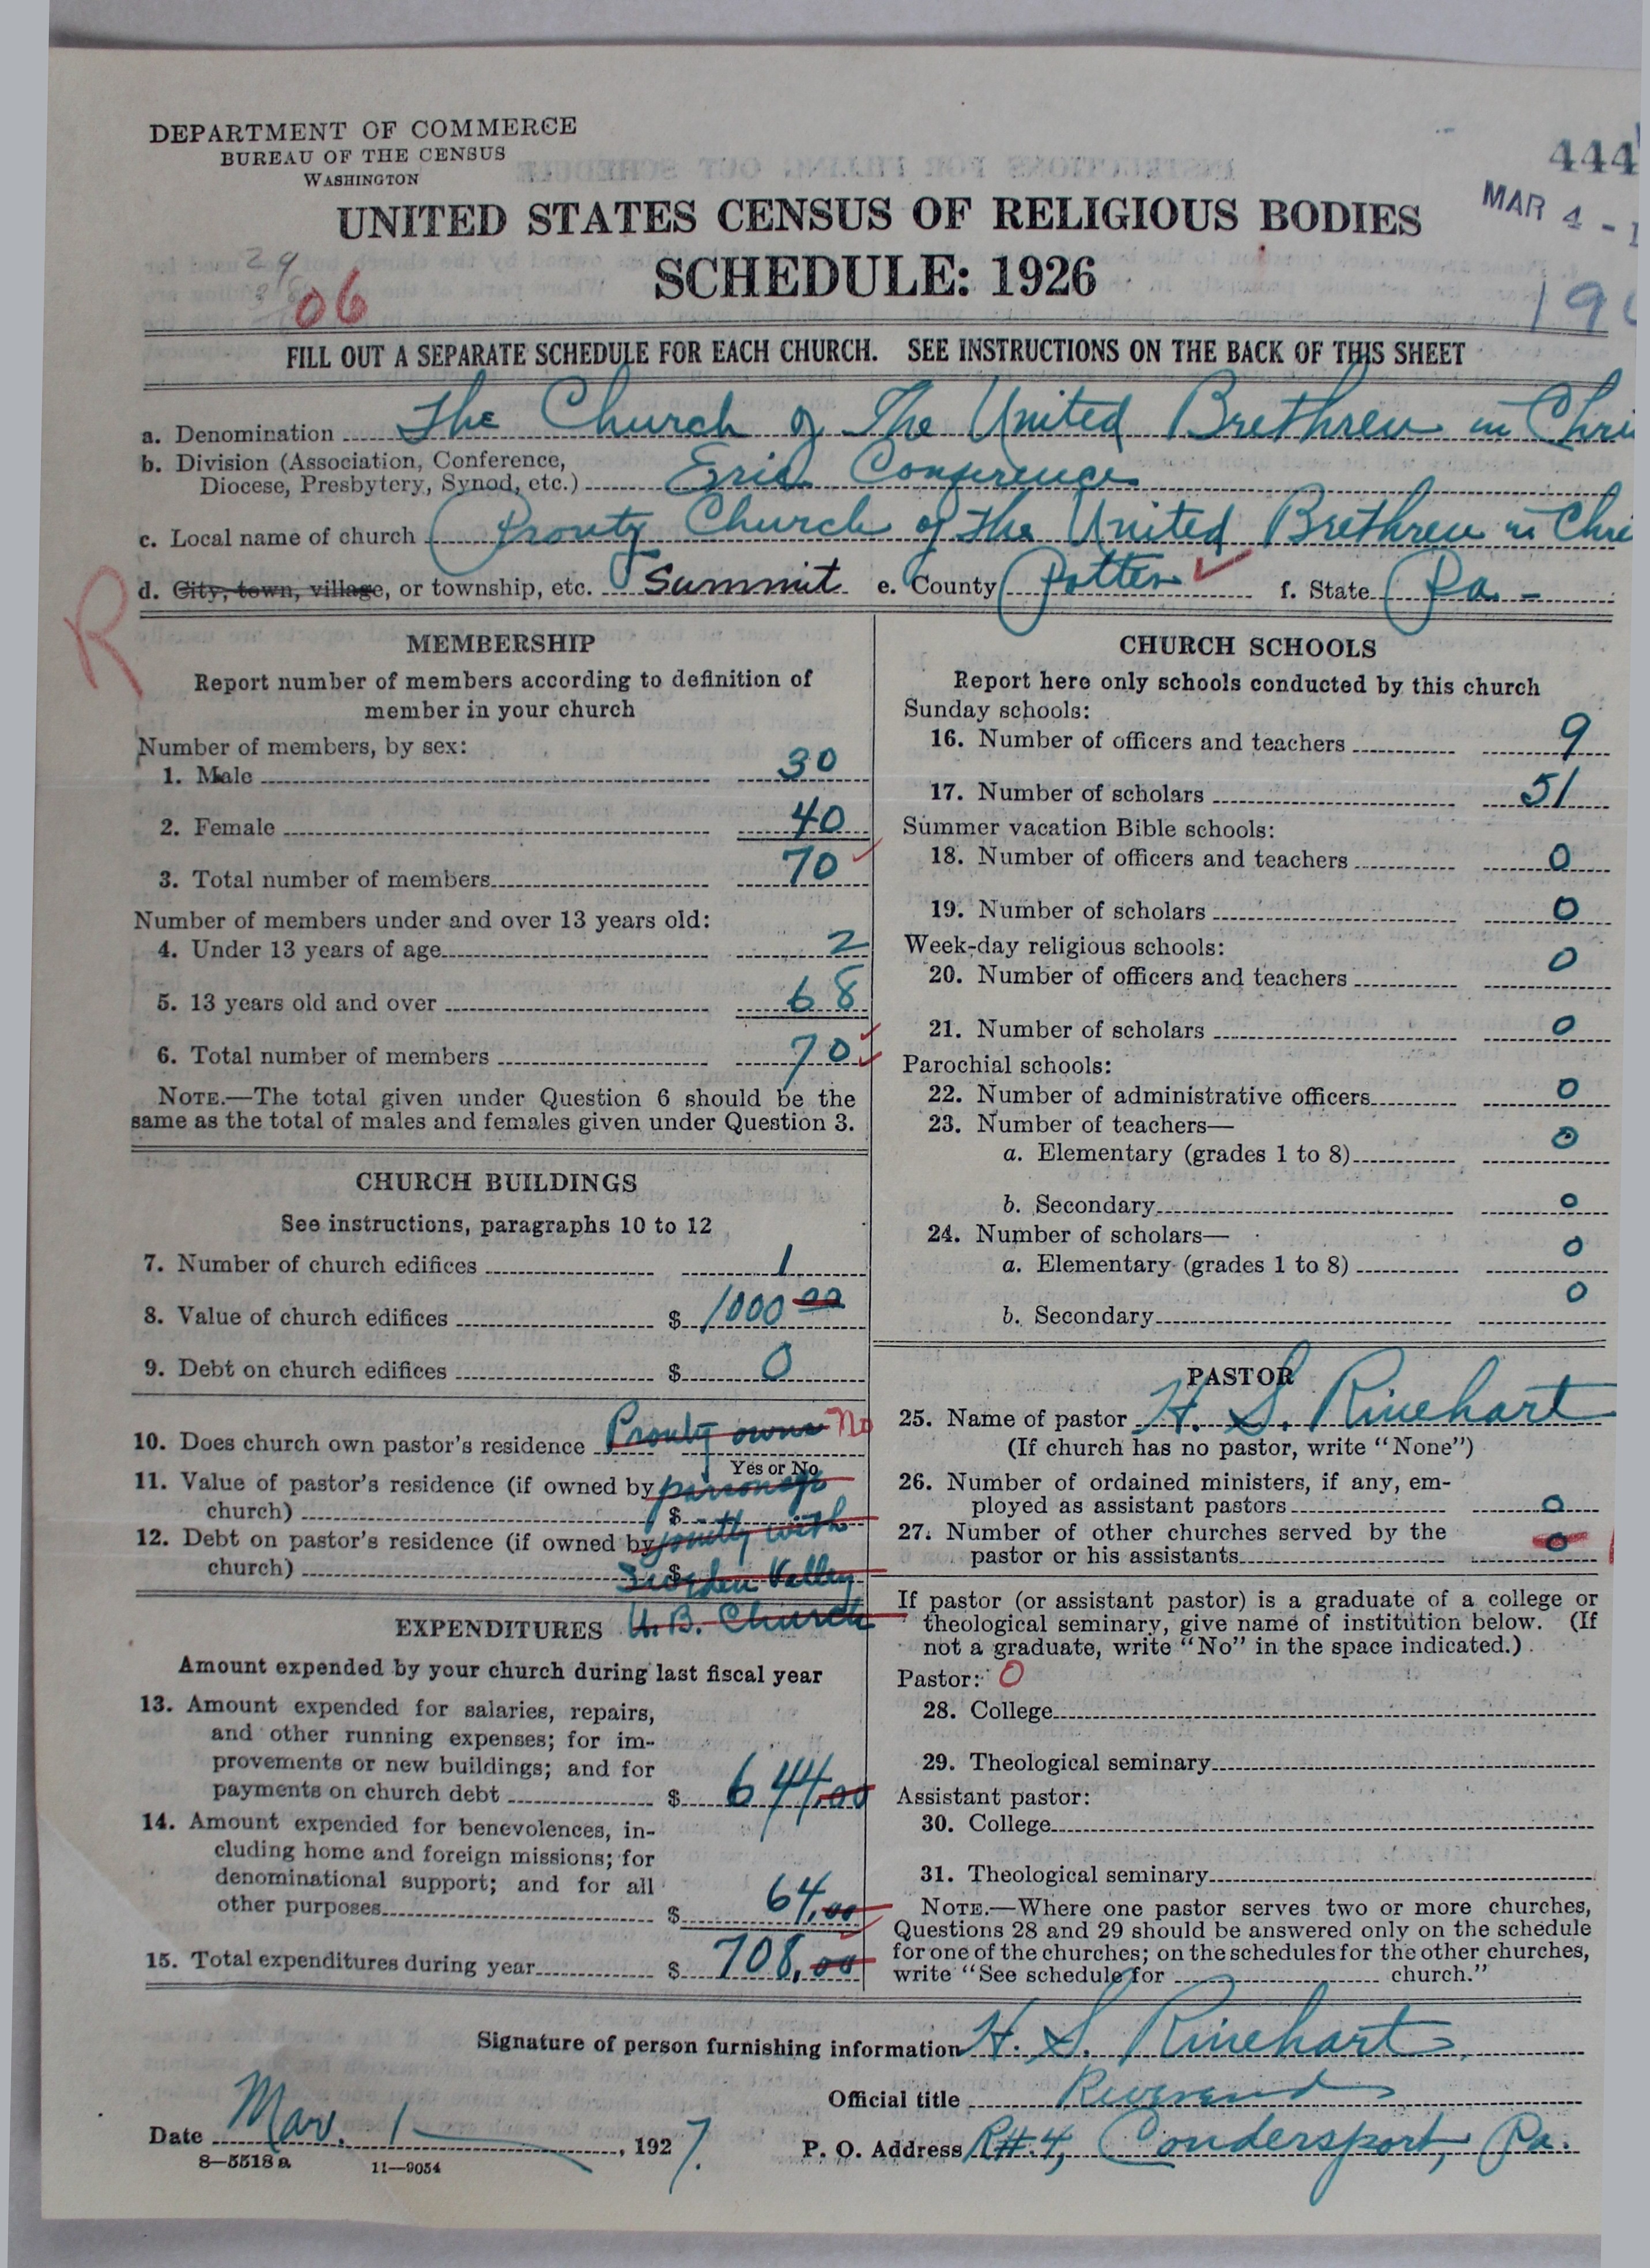 DEPARTMENT OF COMMERCE
BUREAU OF THE CENSUS
WASHINGTON
444
MAR 4 - 1
UNITED STATES CENSUS OF RELIGIOUS BODIES
SCHEDULE: 1926
29
06
190
FILL OUT A SEPARATE SCHEDULE FOR EACH CHURCH. SEE INSTRUCTIONS ON THE BACK OF THIS SHEET
a. Denomination The Church of The United Brethren in Chri
b. Division (Association, Conference,
Diocese, Presbytery, Synod, etc.) Erie Conference
c. Local name of church Prouty Church of the United Brethren in Chri
R
d. City, town, village, or township, etc. Summit e. County Potter f. State Pa. -
MEMBERSHIP
Report number of members according to definition of
member in your church
Number of members, by sex:
1. Male 30
2. Female 40
3. Total number of members 70
Number of members under and over 13 years old:
4. Under 13 years of age 2
5. 13 years old and over 68
6. Total number of members 70
NOTE.—The total given under Question 6 should be the
same as the total of males and females given under Question 3.
CHURCH BUILDINGS
See instructions, paragraphs 10 to 12
7. Number of church edifices 1
8. Value of church edifices $ 1000 00
9. Debt on church edifices $ 0
10. Does church own pastor's residence Prouty owns No
Yes or No
11. Value of pastor's residence (if owned by parsonage
church) $
12. Debt on pastor's residence (if owned by jointly with
church) $ Valley
EXPENDITURES U.B. Church
Amount expended by your church during last fiscal year
13. Amount expended for salaries, repairs,
and other running expenses; for im-
provements or new buildings; and for
payments on church debt $ 644.00
14. Amount expended for benevolences, in-
cluding home and foreign missions; for
denominational support; and for all
other purposes $ 64.00
15. Total expenditures during year $ 708.00
CHURCH SCHOOLS
Report here only schools conducted by this church
Sunday schools:
16. Number of officers and teachers 9
17. Number of scholars 51
Summer vacation Bible schools:
18. Number of officers and teachers 0
19. Number of scholars 0
Week-day religious schools:
20. Number of officers and teachers 0
21. Number of scholars 0
Parochial schools:
22. Number of administrative officers 0
23. Number of teachers—
a. Elementary (grades 1 to 8) 0
b. Secondary 0
24. Number of scholars—
a. Elementary (grades 1 to 8) 0
b. Secondary 0
PASTOR
25. Name of pastor H. S. Rinehart
(If church has no pastor, write "None")
26. Number of ordained ministers, if any, em-
ployed as assistant pastors 0
27. Number of other churches served by the
pastor or his assistants 0
If pastor (or assistant pastor) is a graduate of a college or
theological seminary, give name of institution below. (If
not a graduate, write "No" in the space indicated.)
Pastor: 0
28. College
29. Theological seminary
Assistant pastor:
30. College
31. Theological seminary
NOTE.—Where one pastor serves two or more churches,
Questions 28 and 29 should be answered only on the schedule
for one of the churches; on the schedules for the other churches,
write "See schedule for church."
Signature of person furnishing information H. S. Rinehart
Official title Reverend
Date Mar. 1, 1927. P. O. Address R#.4, Coudersport, Pa.
8—5518 a 11—9054